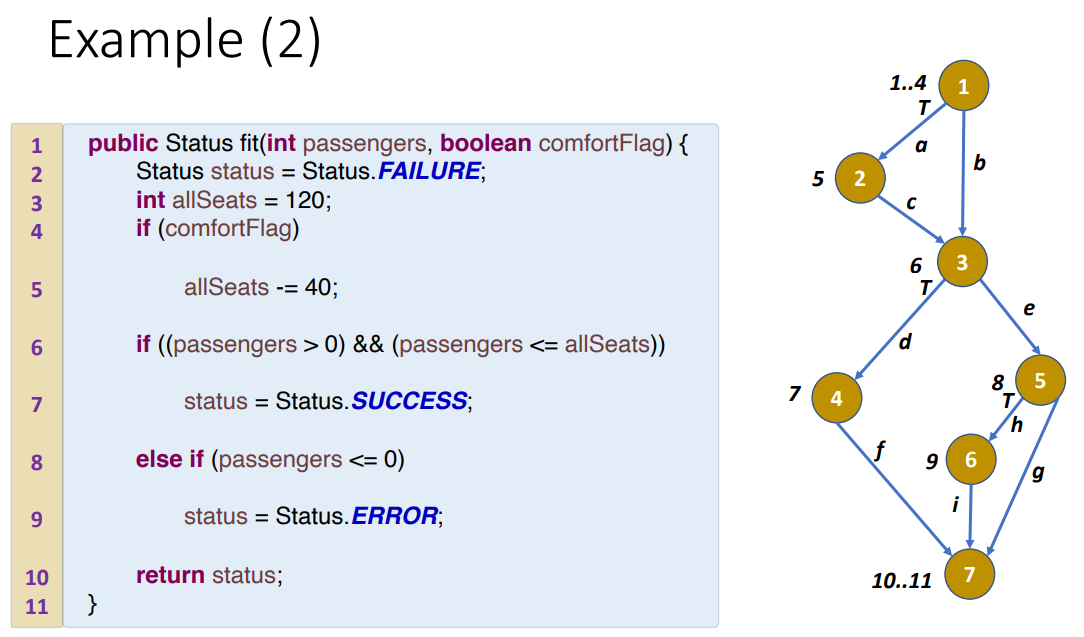 Example (2)
1 public Status fit(int passengers, boolean comfortFlag) {
2 Status status = Status.FAILURE;
3 int allSeats = 120;
4 if (comfortFlag)
5 allSeats -= 40;
6 if ((passengers > 0) && (passengers <= allSeats))
7 status = Status.SUCCESS;
8 else if (passengers <= 0)
9 status = Status.ERROR;
10 return status;
11 }
1..4 1
T
a b
5 2
c
6 3
T
e
d
7 4
8 5
T
h
f
9 6
g
i
10..11 7